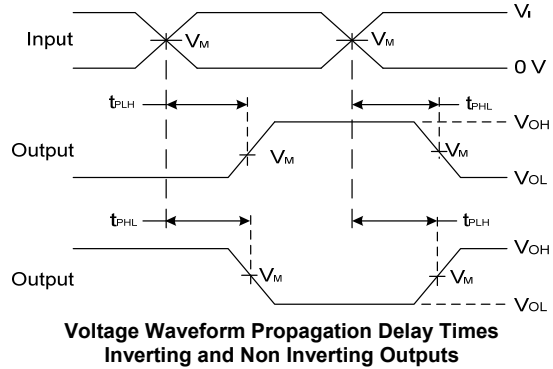 VI
Input
VM
VM
0 V
tPLH
tPHL
VOH
Output
VM
VM
VOL
tPHL
tPLH
VOH
Output
VM
VM
VOL
Voltage Waveform Propagation Delay Times
Inverting and Non Inverting Outputs